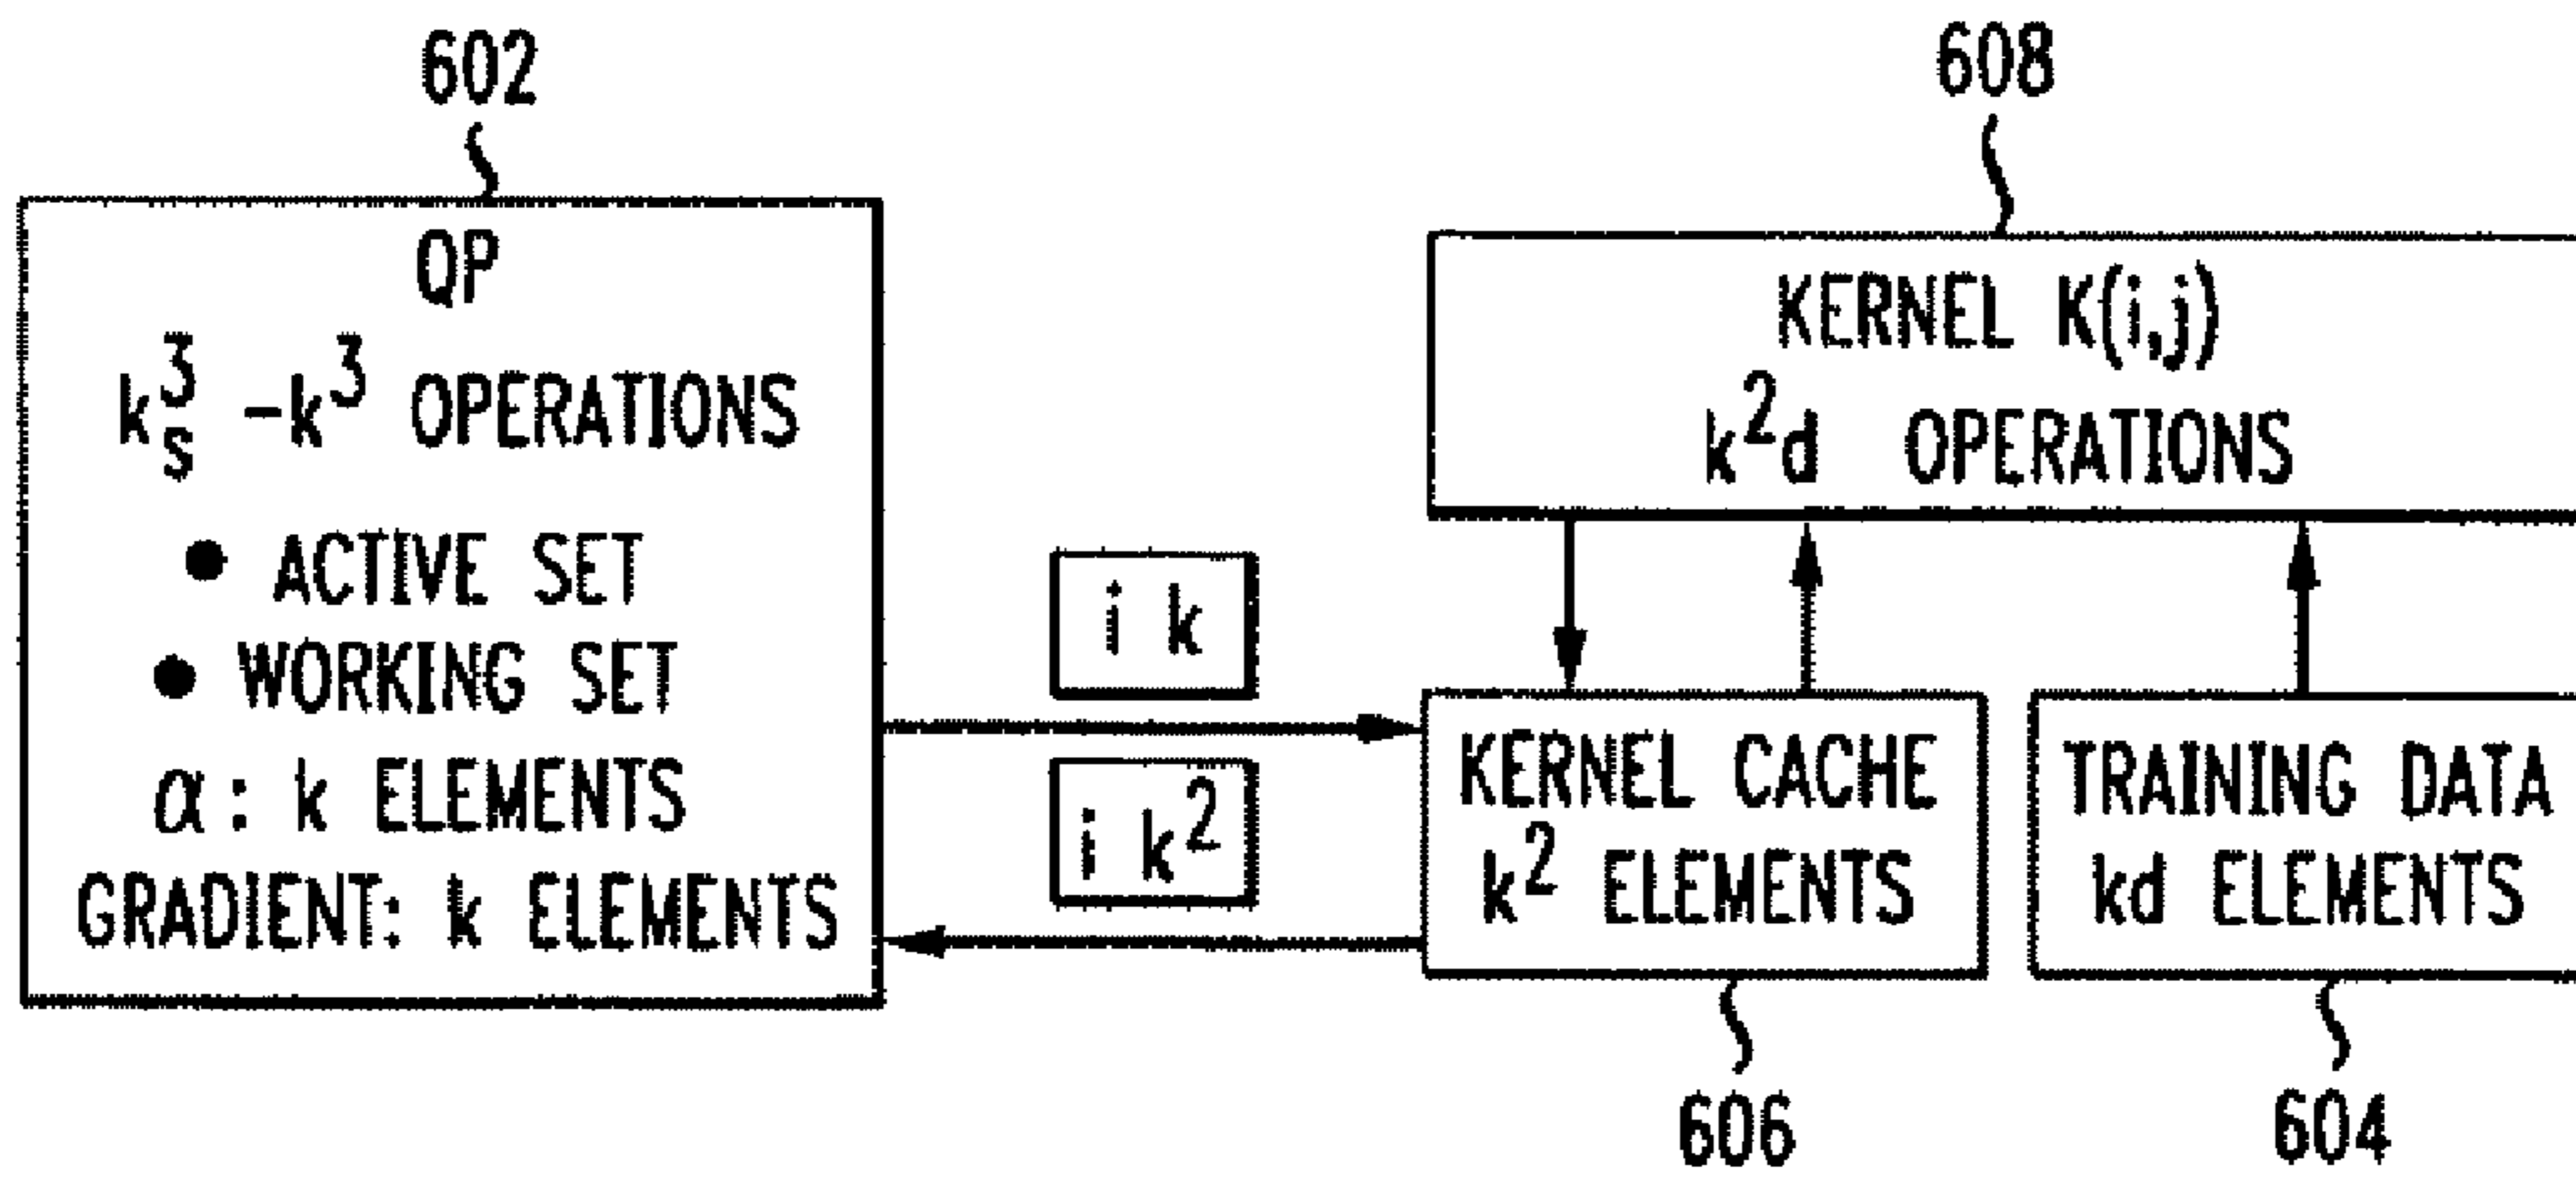 602
QP
k_s^3 -k^3 OPERATIONS
● ACTIVE SET
● WORKING SET
α: k ELEMENTS
GRADIENT: k ELEMENTS
i k
i k^2
608
KERNEL K(i,j)
k^2d OPERATIONS
KERNEL CACHE
k^2 ELEMENTS
606
TRAINING DATA
kd ELEMENTS
604